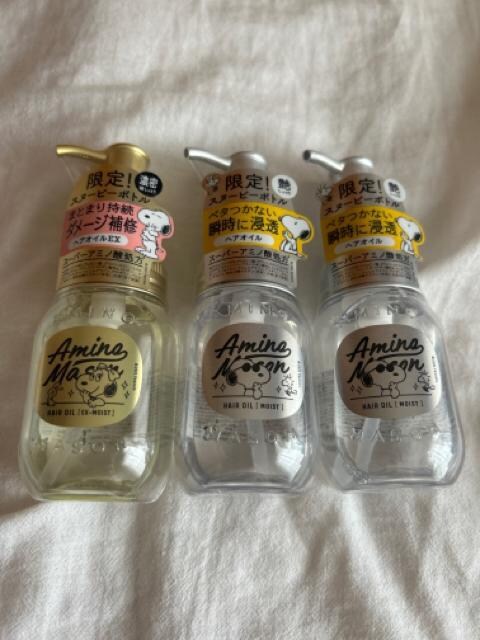 限定!
スヌーピーボトル
濃密
まとまり持続
ダメージ補修
ヘアオイルEX
スーパーアミノ酸処方
Amino
Ma
HAIR OIL [EX-MOIST]
限定!
スヌーピーボトル
艶
ベタつかない
瞬時に浸透
ヘアオイル
スーパーアミノ酸処方
AMINO
Amino
Mason
HAIR OIL [MOIST]
MASON
限定!
スヌーピーボトル
艶
ベタつかない
瞬時に浸透
ヘアオイル
スーパーアミノ酸処方
AMINO
Amino
Mason
HAIR OIL [MOIST]
MASON